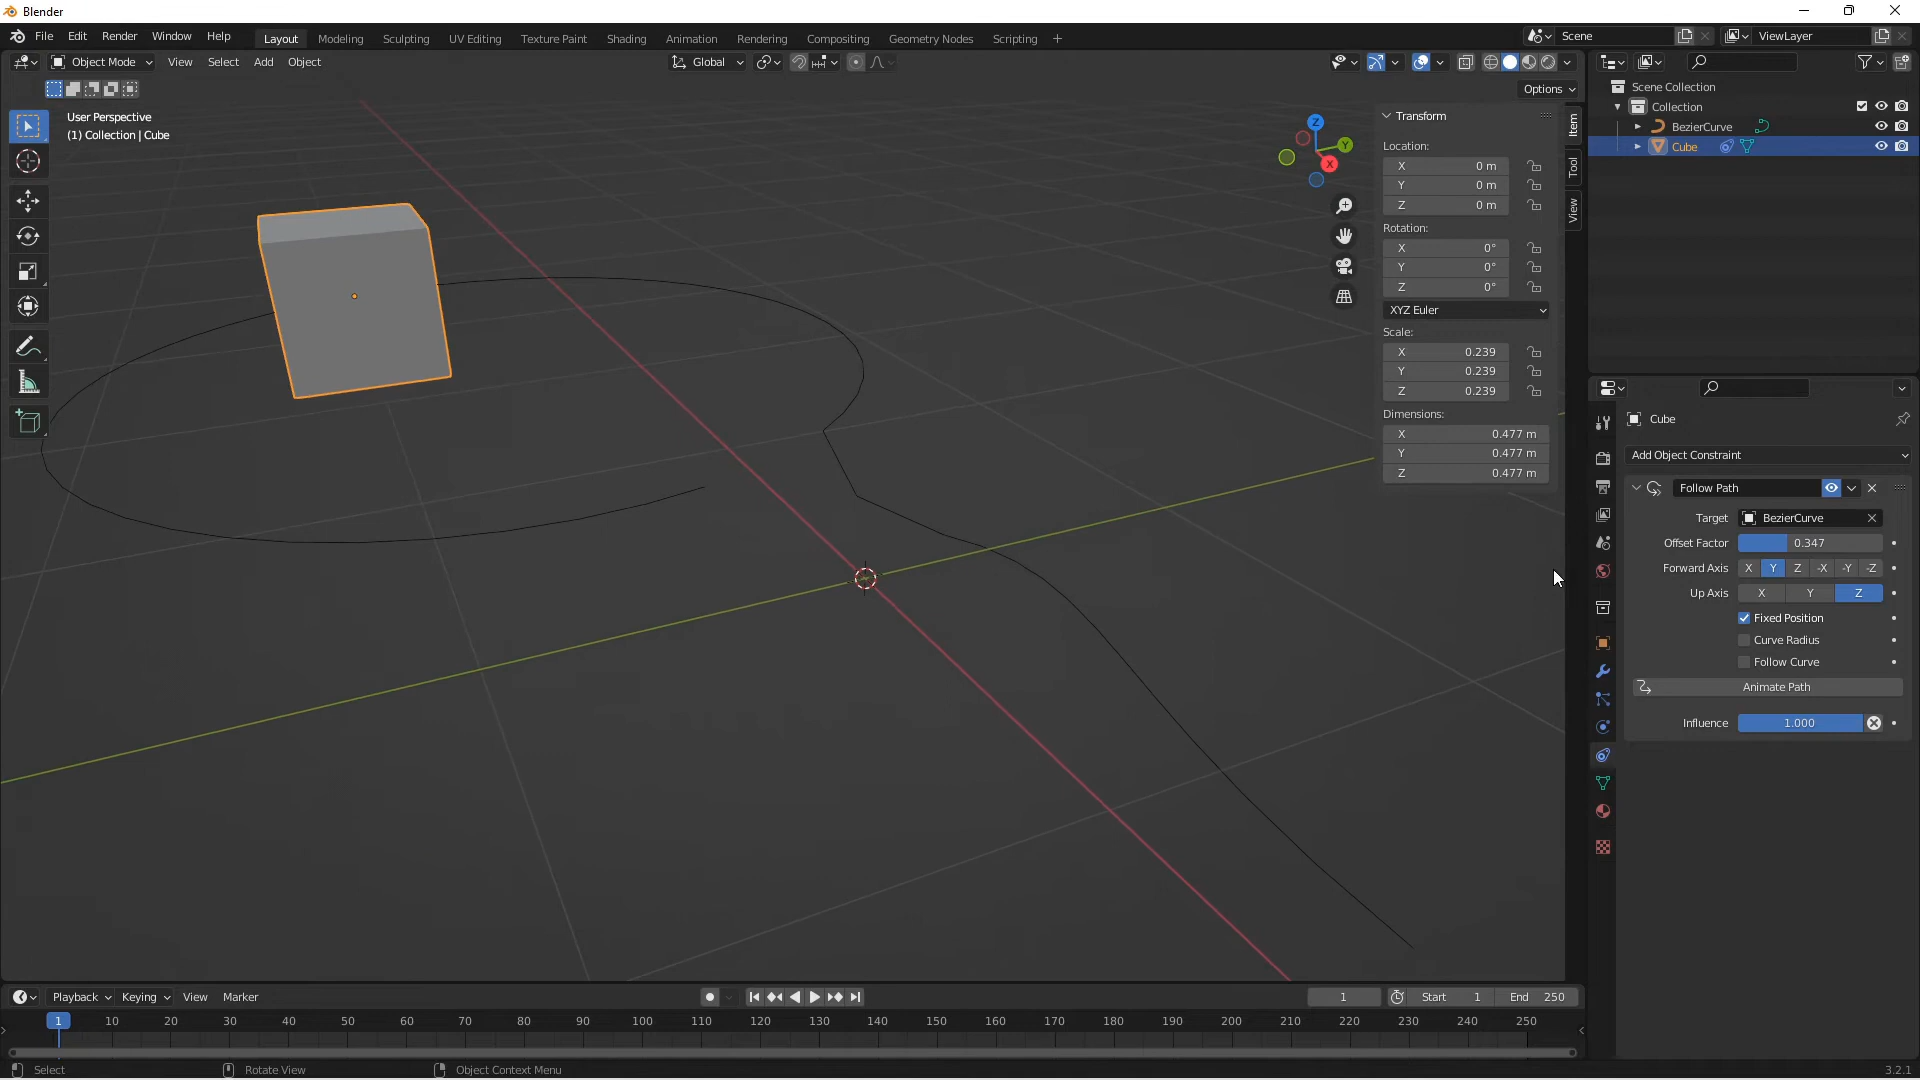 Blender
File Edit Render Window Help Layout Modeling Sculpting UV Editing Texture Paint Shading Animation Rendering Compositing Geometry Nodes Scripting + Scene ViewLayer
Object Mode View Select Add Object Global
Options
User Perspective
(1) Collection | Cube
Z
Y
X
Transform
Location:
X 0 m
Y 0 m
Z 0 m
Rotation:
X 0°
Y 0°
Z 0°
XYZ Euler
Scale:
X 0.239
Y 0.239
Z 0.239
Dimensions:
X 0.477 m
Y 0.477 m
Z 0.477 m
Item
Tool
View
Scene Collection
Collection
BezierCurve
Cube
Cube
Add Object Constraint
Follow Path
Target BezierCurve
Offset Factor 0.347
Forward Axis X Y Z -X -Y -Z
Up Axis X Y Z
Fixed Position
Curve Radius
Follow Curve
Animate Path
Influence 1.000
Playback Keying View Marker 1 Start 1 End 250
1 10 20 30 40 50 60 70 80 90 100 110 120 130 140 150 160 170 180 190 200 210 220 230 240 250
Select Rotate View Object Context Menu 3.2.1